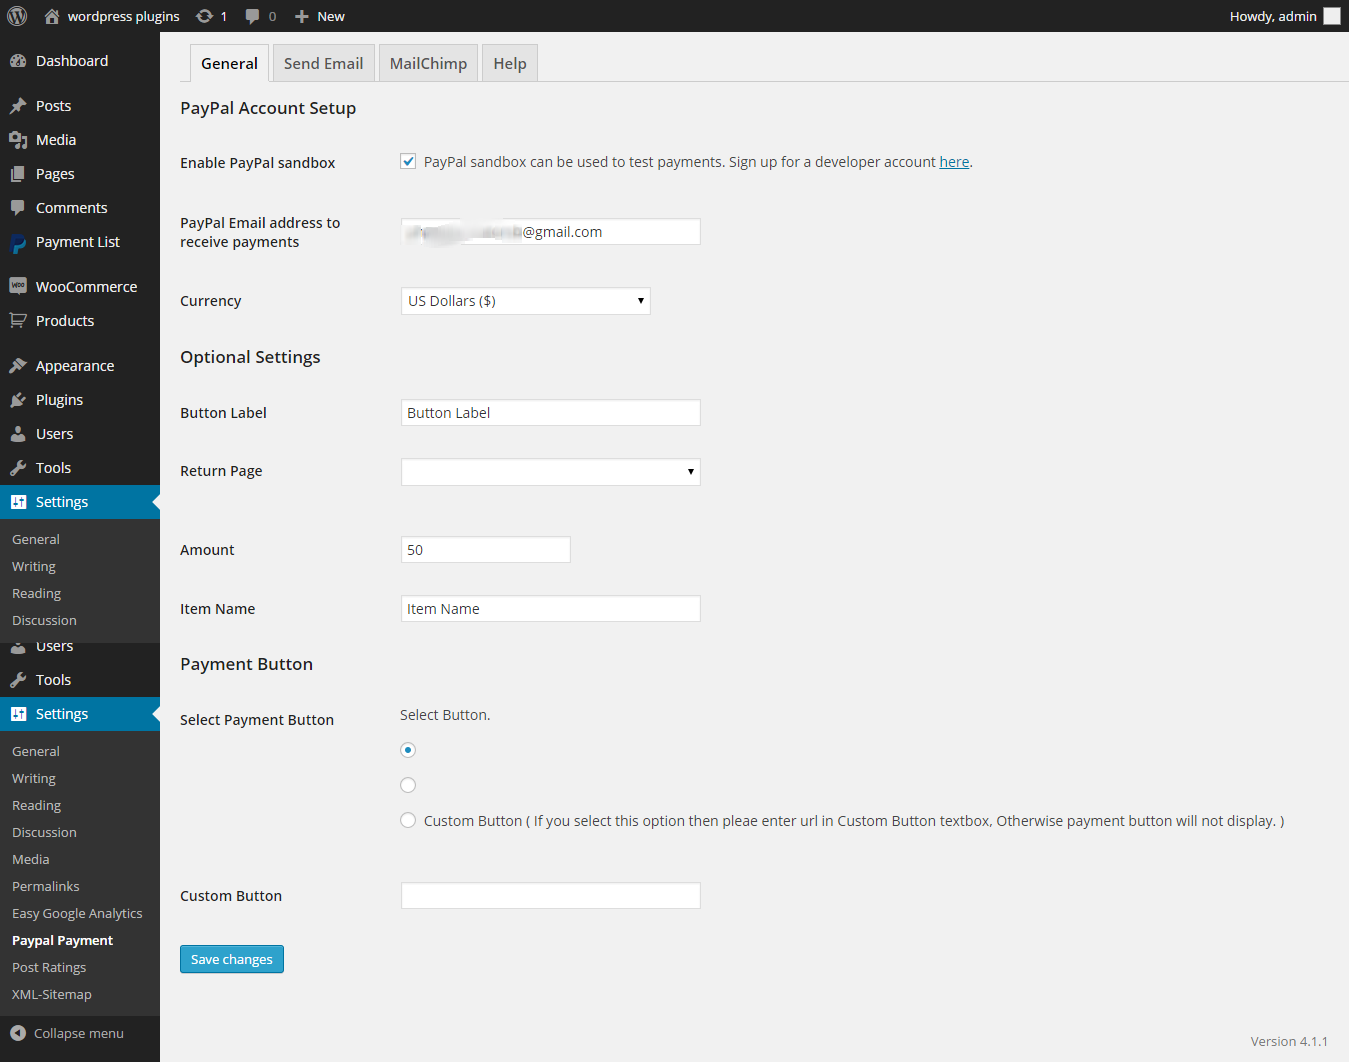 wordpress plugins 1 0 New Howdy, admin
Dashboard
Posts
Media
Pages
Comments
Payment List
WooCommerce
Products
Appearance
Plugins
Users
Tools
Settings
General
Writing
Reading
Discussion
Users
Tools
Settings
General
Writing
Reading
Discussion
Media
Permalinks
Easy Google Analytics
Paypal Payment
Post Ratings
XML-Sitemap
Collapse menu
General Send Email MailChimp Help
PayPal Account Setup
Enable PayPal sandbox PayPal sandbox can be used to test payments. Sign up for a developer account here.
PayPal Email address to
receive payments
@gmail.com
Currency US Dollars ($)
Optional Settings
Button Label Button Label
Return Page
Amount 50
Item Name Item Name
Payment Button
Select Payment Button Select Button.
Custom Button ( If you select this option then pleae enter url in Custom Button textbox, Otherwise payment button will not display. )
Custom Button
Save changes
Version 4.1.1